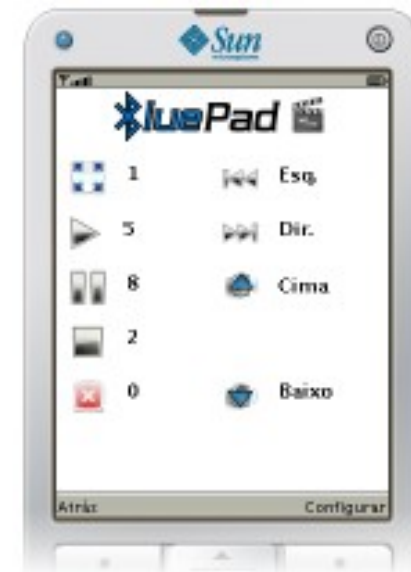 Sun
BluePad
1 Esq.
5 Dir.
8 Cima
2
0 Baixo
Atrás Configurar